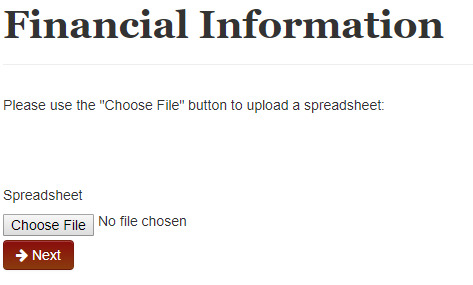 Financial Information
Please use the "Choose File" button to upload a spreadsheet:
Spreadsheet
Choose File No file chosen
Next